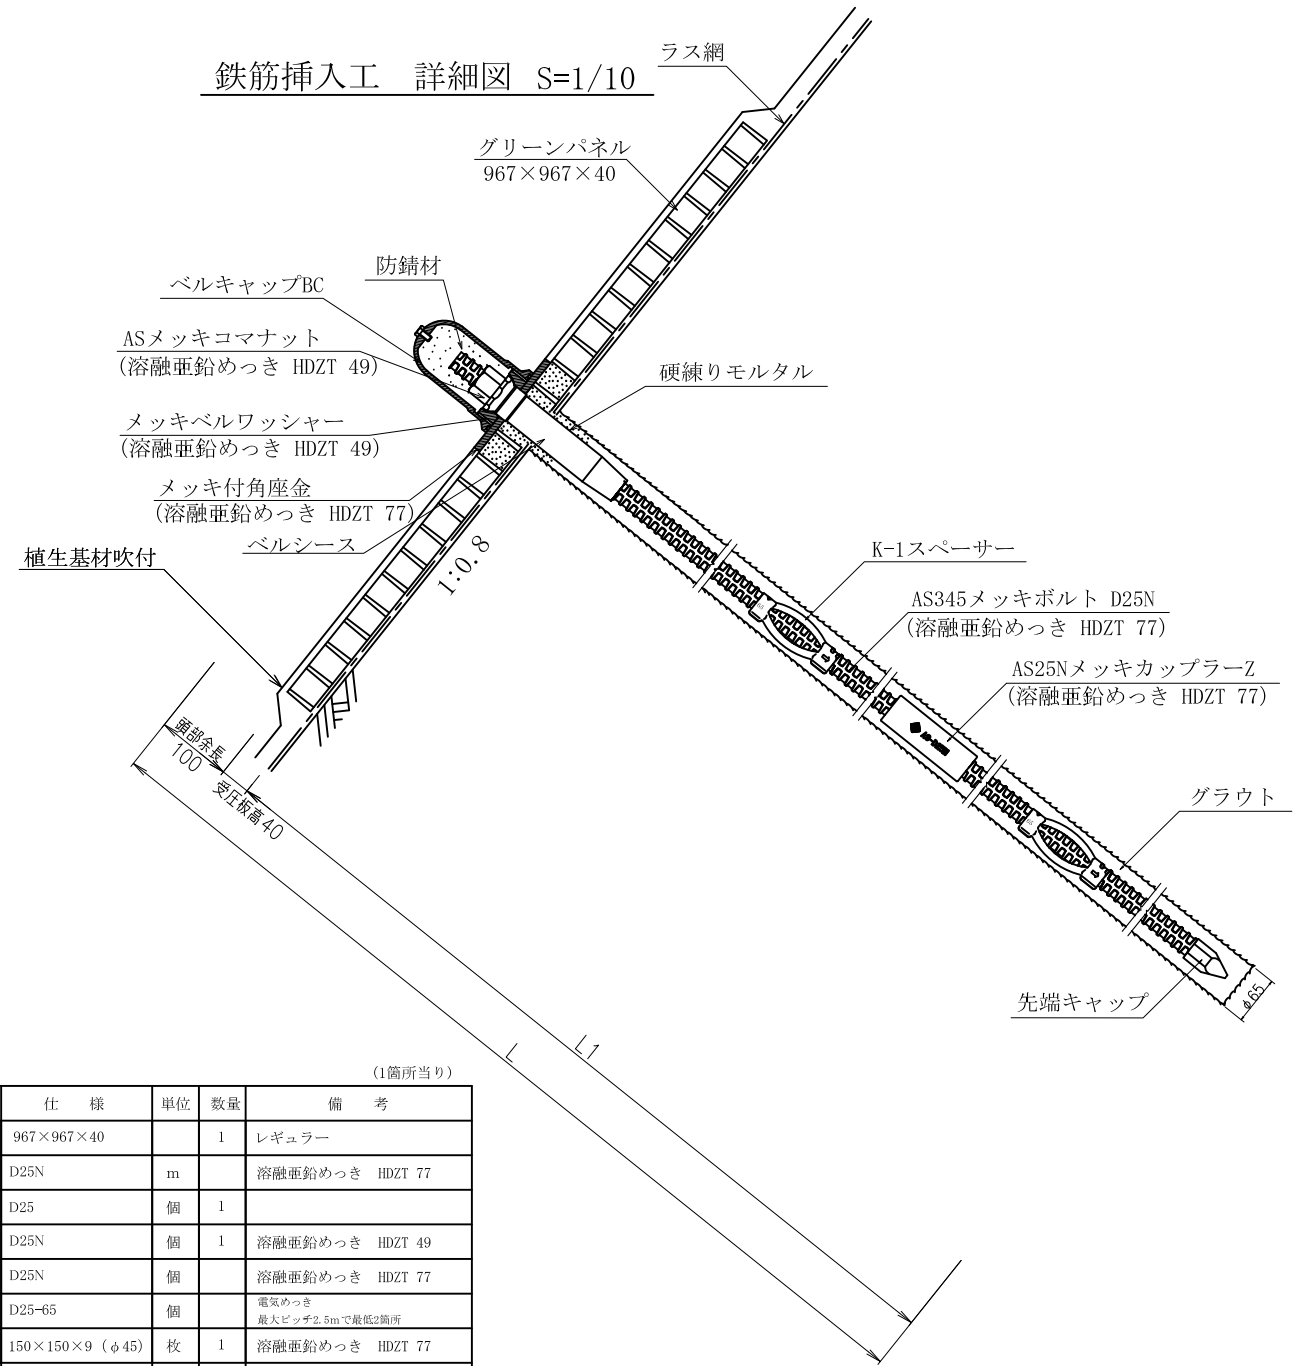 鉄筋挿入工　詳細図　S=1/10
ラス網
グリーンパネル
967×967×40
防錆材
ベルキャップBC
ASメッキコマナット
(溶融亜鉛めっき HDZT 49)
硬練りモルタル
メッキベルワッシャー
(溶融亜鉛めっき HDZT 49)
メッキ付角座金
(溶融亜鉛めっき HDZT 77)
ベルシース
植生基材吹付
1:0.8
K-1スペーサー
AS345メッキボルト D25N
(溶融亜鉛めっき HDZT 77)
AS25NメッキカップラーZ
(溶融亜鉛めっき HDZT 77)
グラウト
先端キャップ
φ65
頭部余長
100
受圧板高40
L1
L
(1箇所当り)
仕　様 単位 数量 備　考
967×967×40 1 レギュラー
D25N m 溶融亜鉛めっき HDZT 77
D25 個 1
D25N 個 1 溶融亜鉛めっき HDZT 49
D25N 個 溶融亜鉛めっき HDZT 77
D25-65 個 電気めっき
最大ピッチ2.5mで最低2箇所
150×150×9（φ45） 枚 1 溶融亜鉛めっき HDZT 77